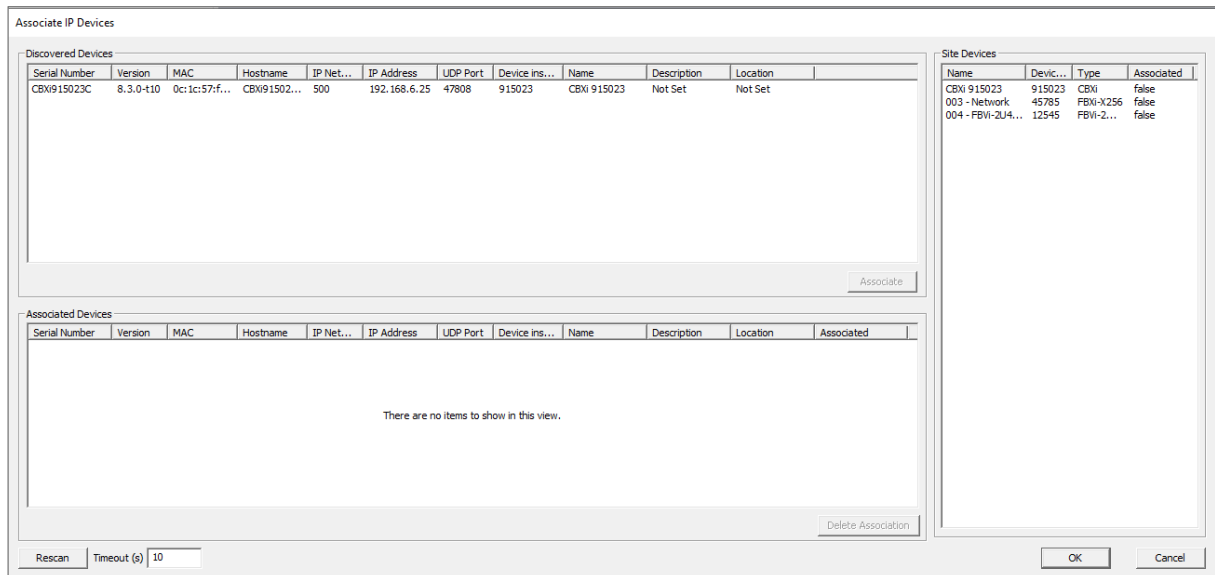 Associate IP Devices
Discovered Devices
Serial Number Version MAC Hostname IP Net... IP Address UDP Port Device ins... Name Description Location
CBXi915023C 8.3.0-t10 0c:1c:57:f... CBXi91502... 500 192.168.6.25 47808 915023 CBXi 915023 Not Set Not Set
Associate
Associated Devices
Serial Number Version MAC Hostname IP Net... IP Address UDP Port Device ins... Name Description Location Associated
There are no items to show in this view.
Delete Association
Site Devices
Name Devic... Type Associated
CBXi 915023 915023 CBXi false
003 - Network 45785 FBXi-X256 false
004 - FBVi-2U4... 12545 FBVi-2... false
Rescan Timeout (s) 10
OK Cancel